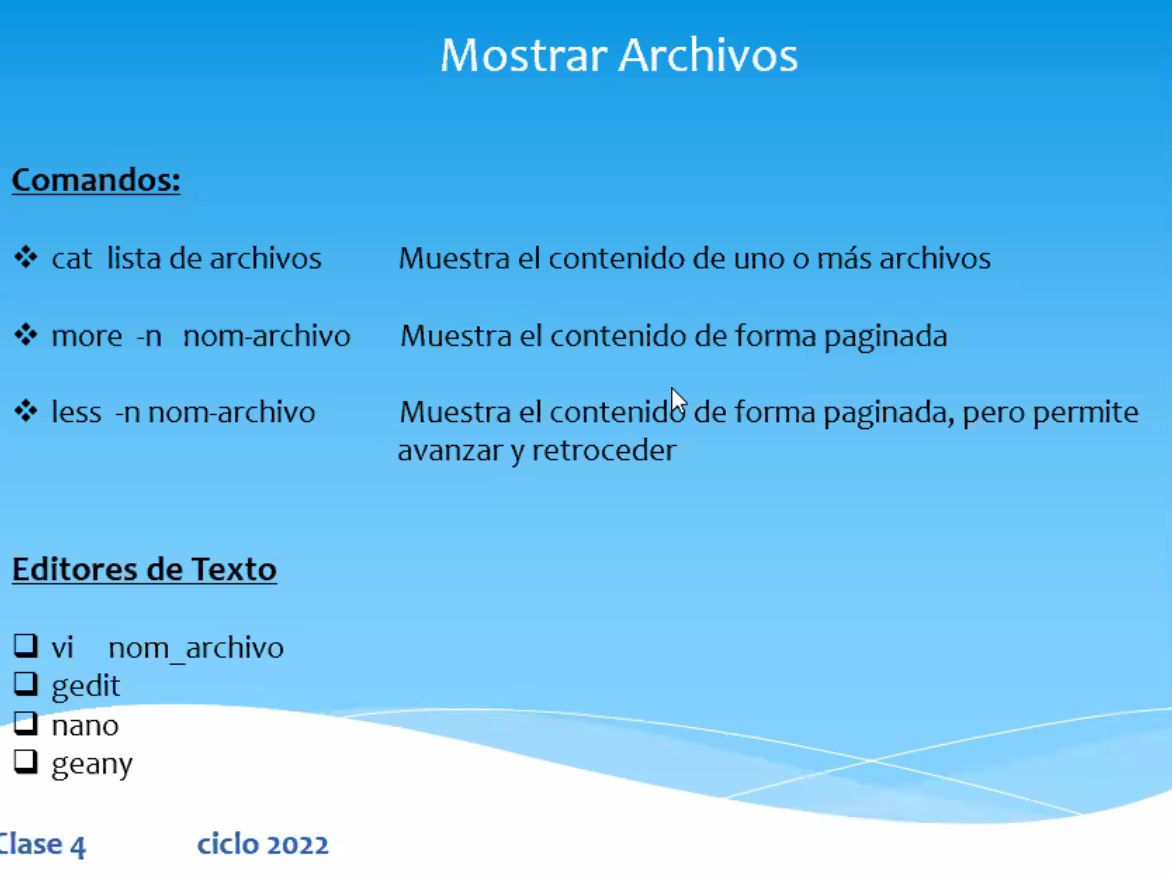 Mostrar Archivos
Comandos:
❖ cat lista de archivos Muestra el contenido de uno o más archivos
❖ more -n nom-archivo Muestra el contenido de forma paginada
❖ less -n nom-archivo Muestra el contenido de forma paginada, pero permite
avanzar y retroceder
Editores de Texto
❑ vi nom_archivo
❑ gedit
❑ nano
❑ geany
Clase 4 ciclo 2022